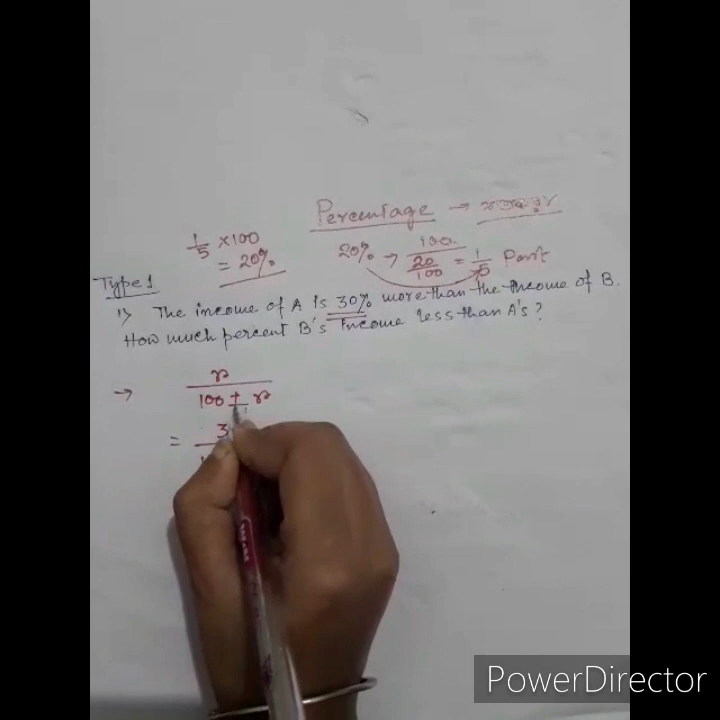 Percentage →
1/5 × 100
= 20%
20% → 100
20/100 = 1/5 Part
Type 1
1) The income of A is 30% more than the income of B.
How much percent B's income less than A's ?
→ r
100 + r
= 3
PowerDirector